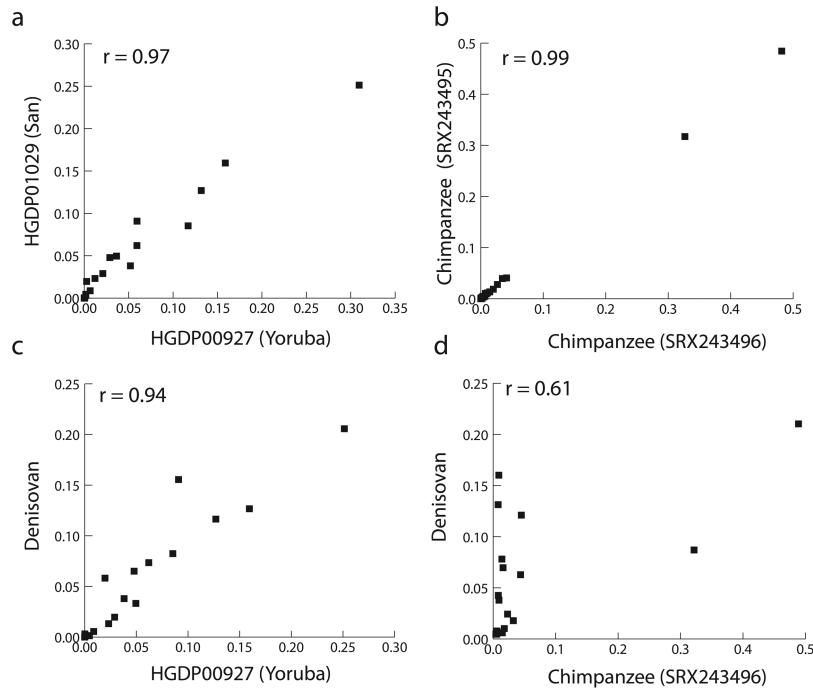 a
r = 0.97
HGDP01029 (San)
0.30
0.25
0.20
0.15
0.10
0.05
0.00
0.00 0.05 0.10 0.15 0.20 0.25 0.30 0.35
HGDP00927 (Yoruba)
b
r = 0.99
Chimpanzee (SRX243495)
0.5
0.4
0.3
0.2
0.1
0.0
0.0 0.1 0.2 0.3 0.4 0.5
Chimpanzee (SRX243496)
c
r = 0.94
Denisovan
0.25
0.20
0.15
0.10
0.05
0.00
0.00 0.05 0.10 0.15 0.20 0.25 0.30
HGDP00927 (Yoruba)
d
r = 0.61
Denisovan
0.25
0.20
0.15
0.10
0.05
0.00
0.0 0.1 0.2 0.3 0.4 0.5
Chimpanzee (SRX243496)